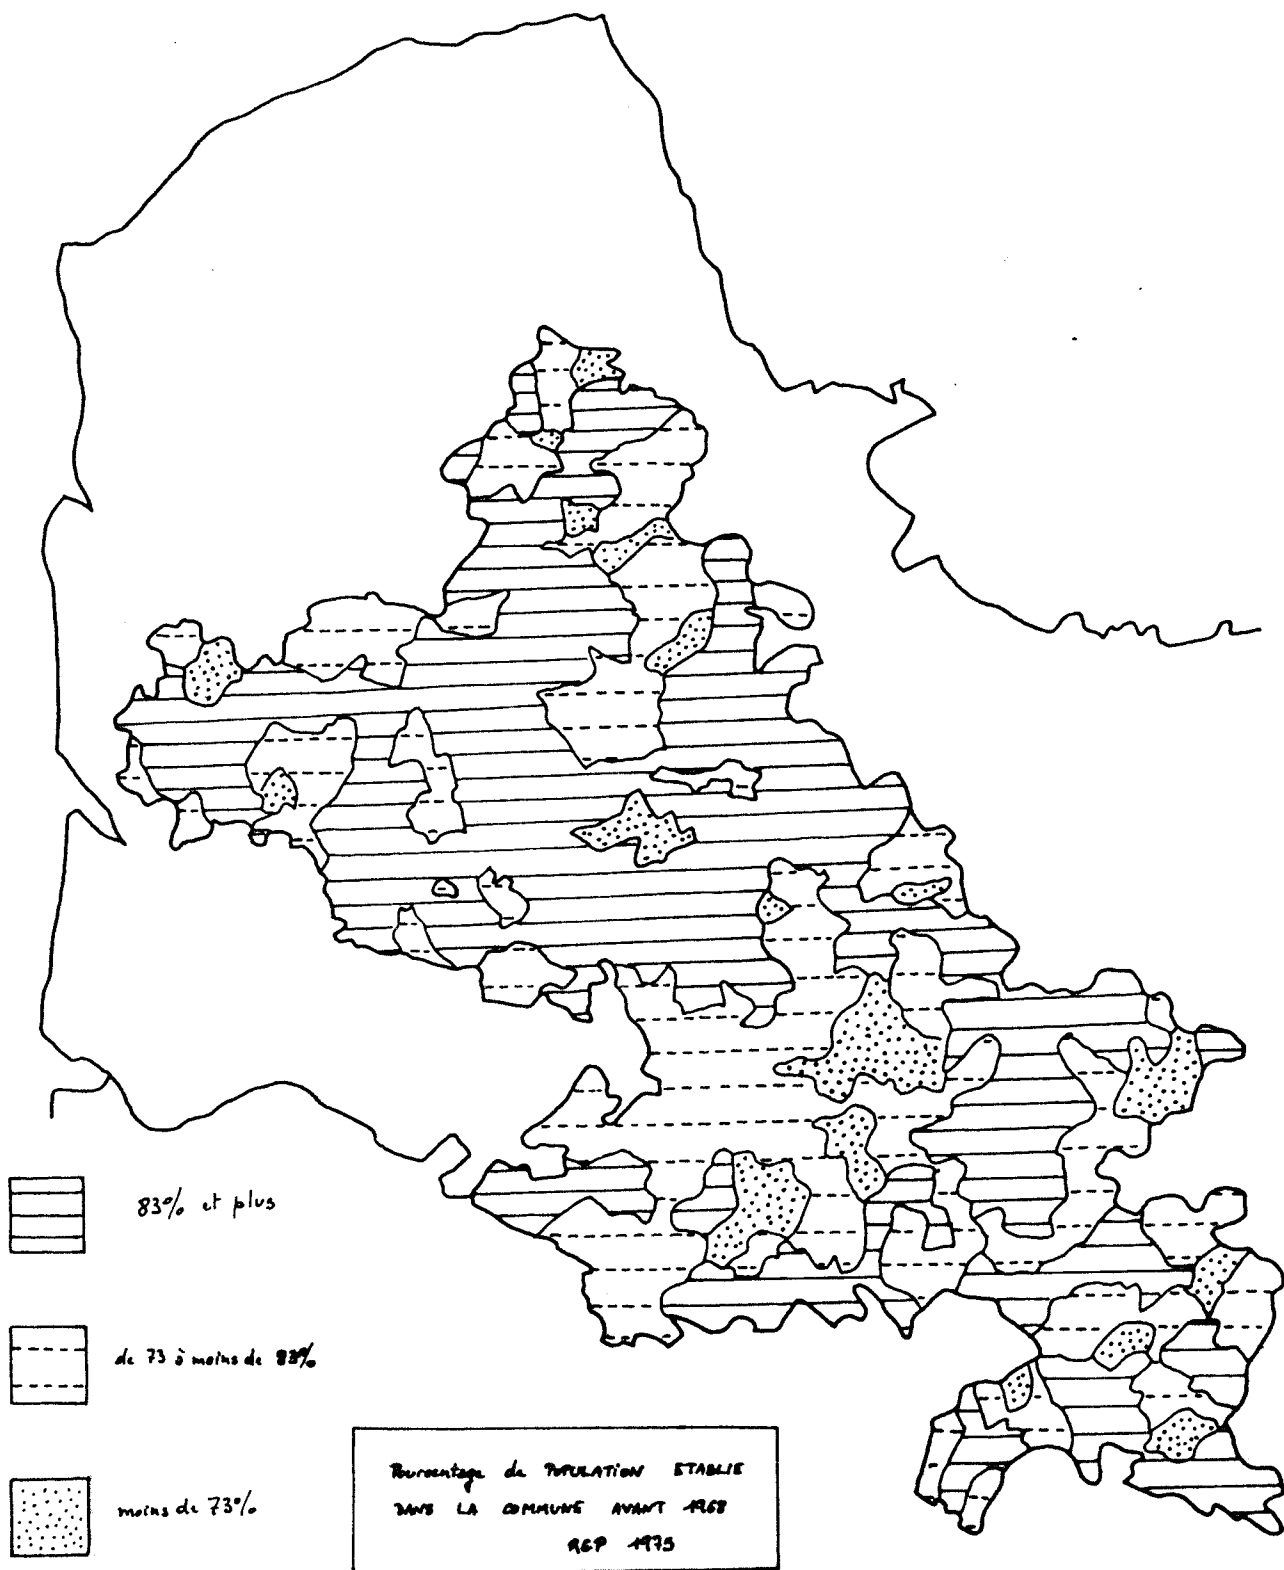 83% et plus
de 73 à moins de 83%
moins de 73%
Pourcentage de POPULATION ETABLIE
DANS LA COMMUNE AVANT 1968
RGP 1975